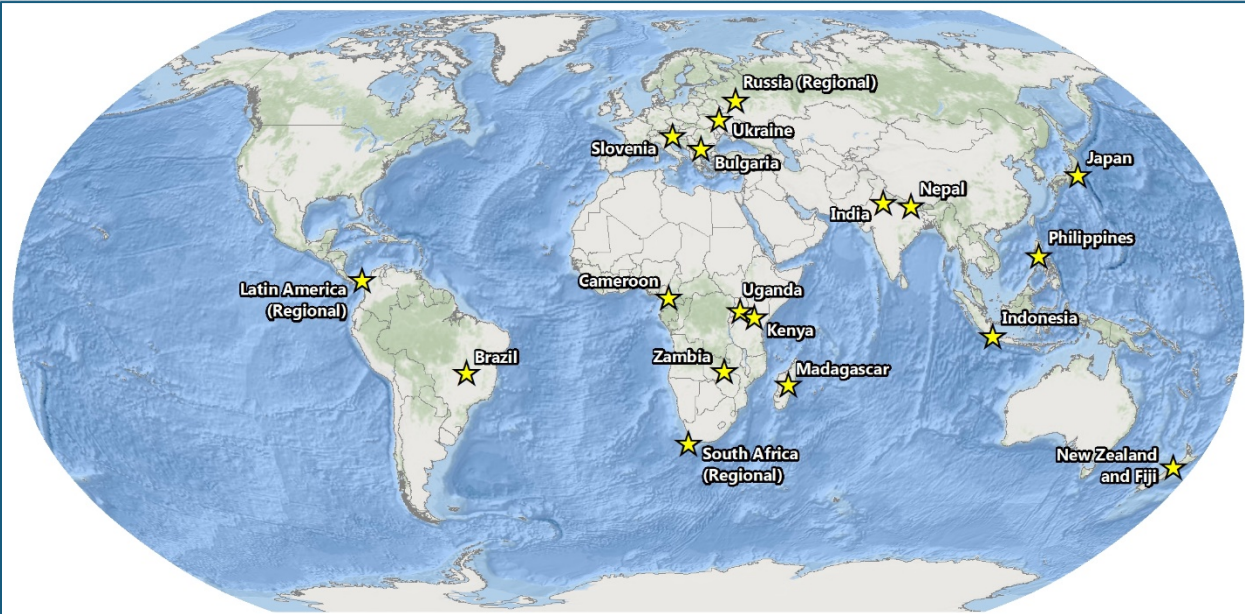 Russia (Regional)
Ukraine
Slovenia
Bulgaria
Japan
Nepal
India
Philippines
Latin America
(Regional)
Cameroon
Uganda
Kenya
Indonesia
Brazil
Zambia
Madagascar
South Africa
(Regional)
New Zealand
and Fiji